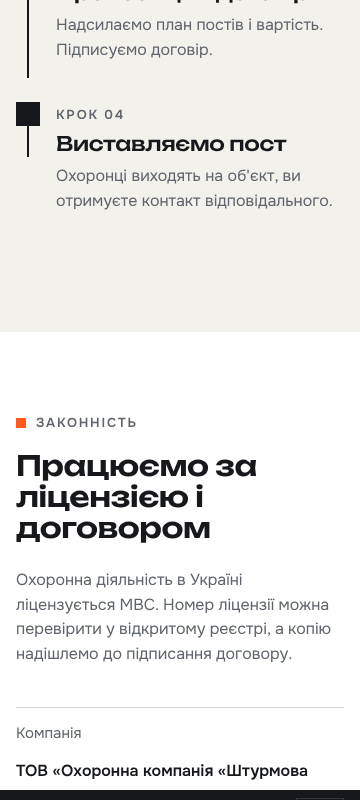 Надсилаємо план постів і вартість.
Підписуємо договір.
КРОК 04
Виставляємо пост
Охоронці виходять на об'єкт, ви
отримуєте контакт відповідального.
ЗАКОННІСТЬ
Працюємо за
ліцензією і
договором
Охоронна діяльність в Україні
ліцензується МВС. Номер ліцензії можна
перевірити у відкритому реєстрі, а копію
надішлемо до підписання договору.
Компанія
ТОВ «Охоронна компанія «Штурмова